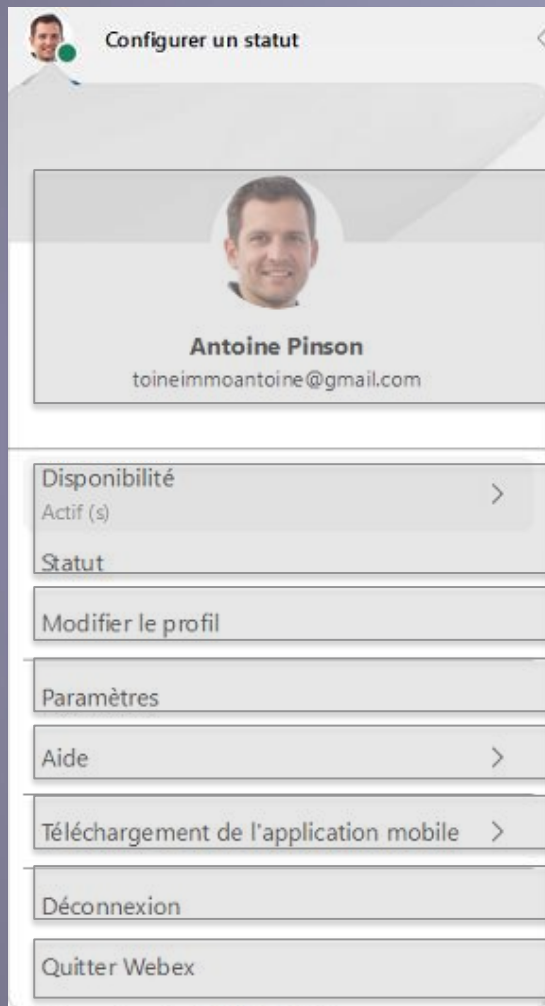 Configurer un statut
Antoine Pinson
toineimmoantoine@gmail.com
Disponibilité
Actif (s)
Statut
Modifier le profil
Paramètres
Aide
Téléchargement de l'application mobile
Déconnexion
Quitter Webex